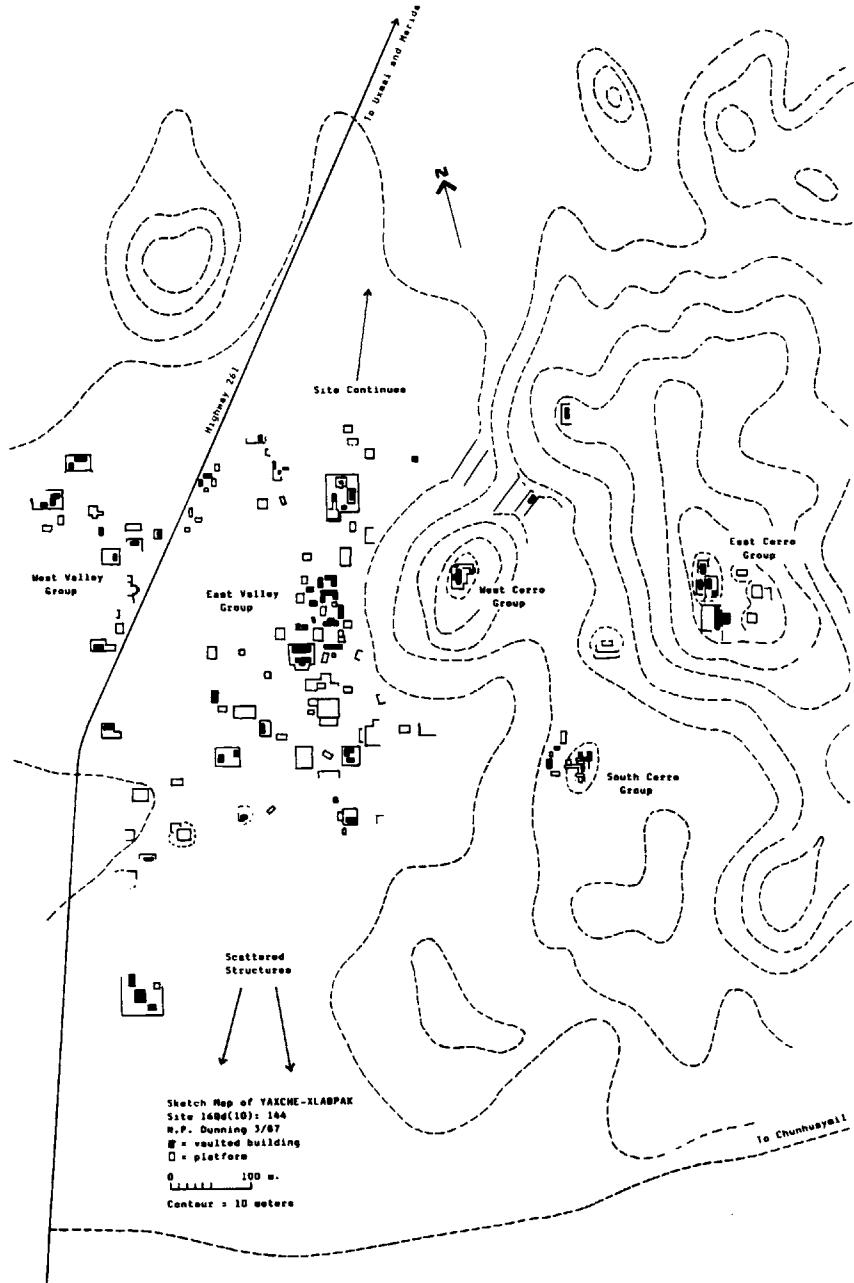 To Uxmal and Merida
N
Highway 261
Site Continues
East Cerro
Group
West Valley
Group
East Valley
Group
West Cerro
Group
South Cerro
Group
Scattered
Structures
Sketch Map of YAXCHE-XLABPAK
Site 16Qd(10): 144
N.P. Dunning 3/87
= vaulted building
= platform
0 100 m.
Contour = 10 meters
To Chunhuaymil